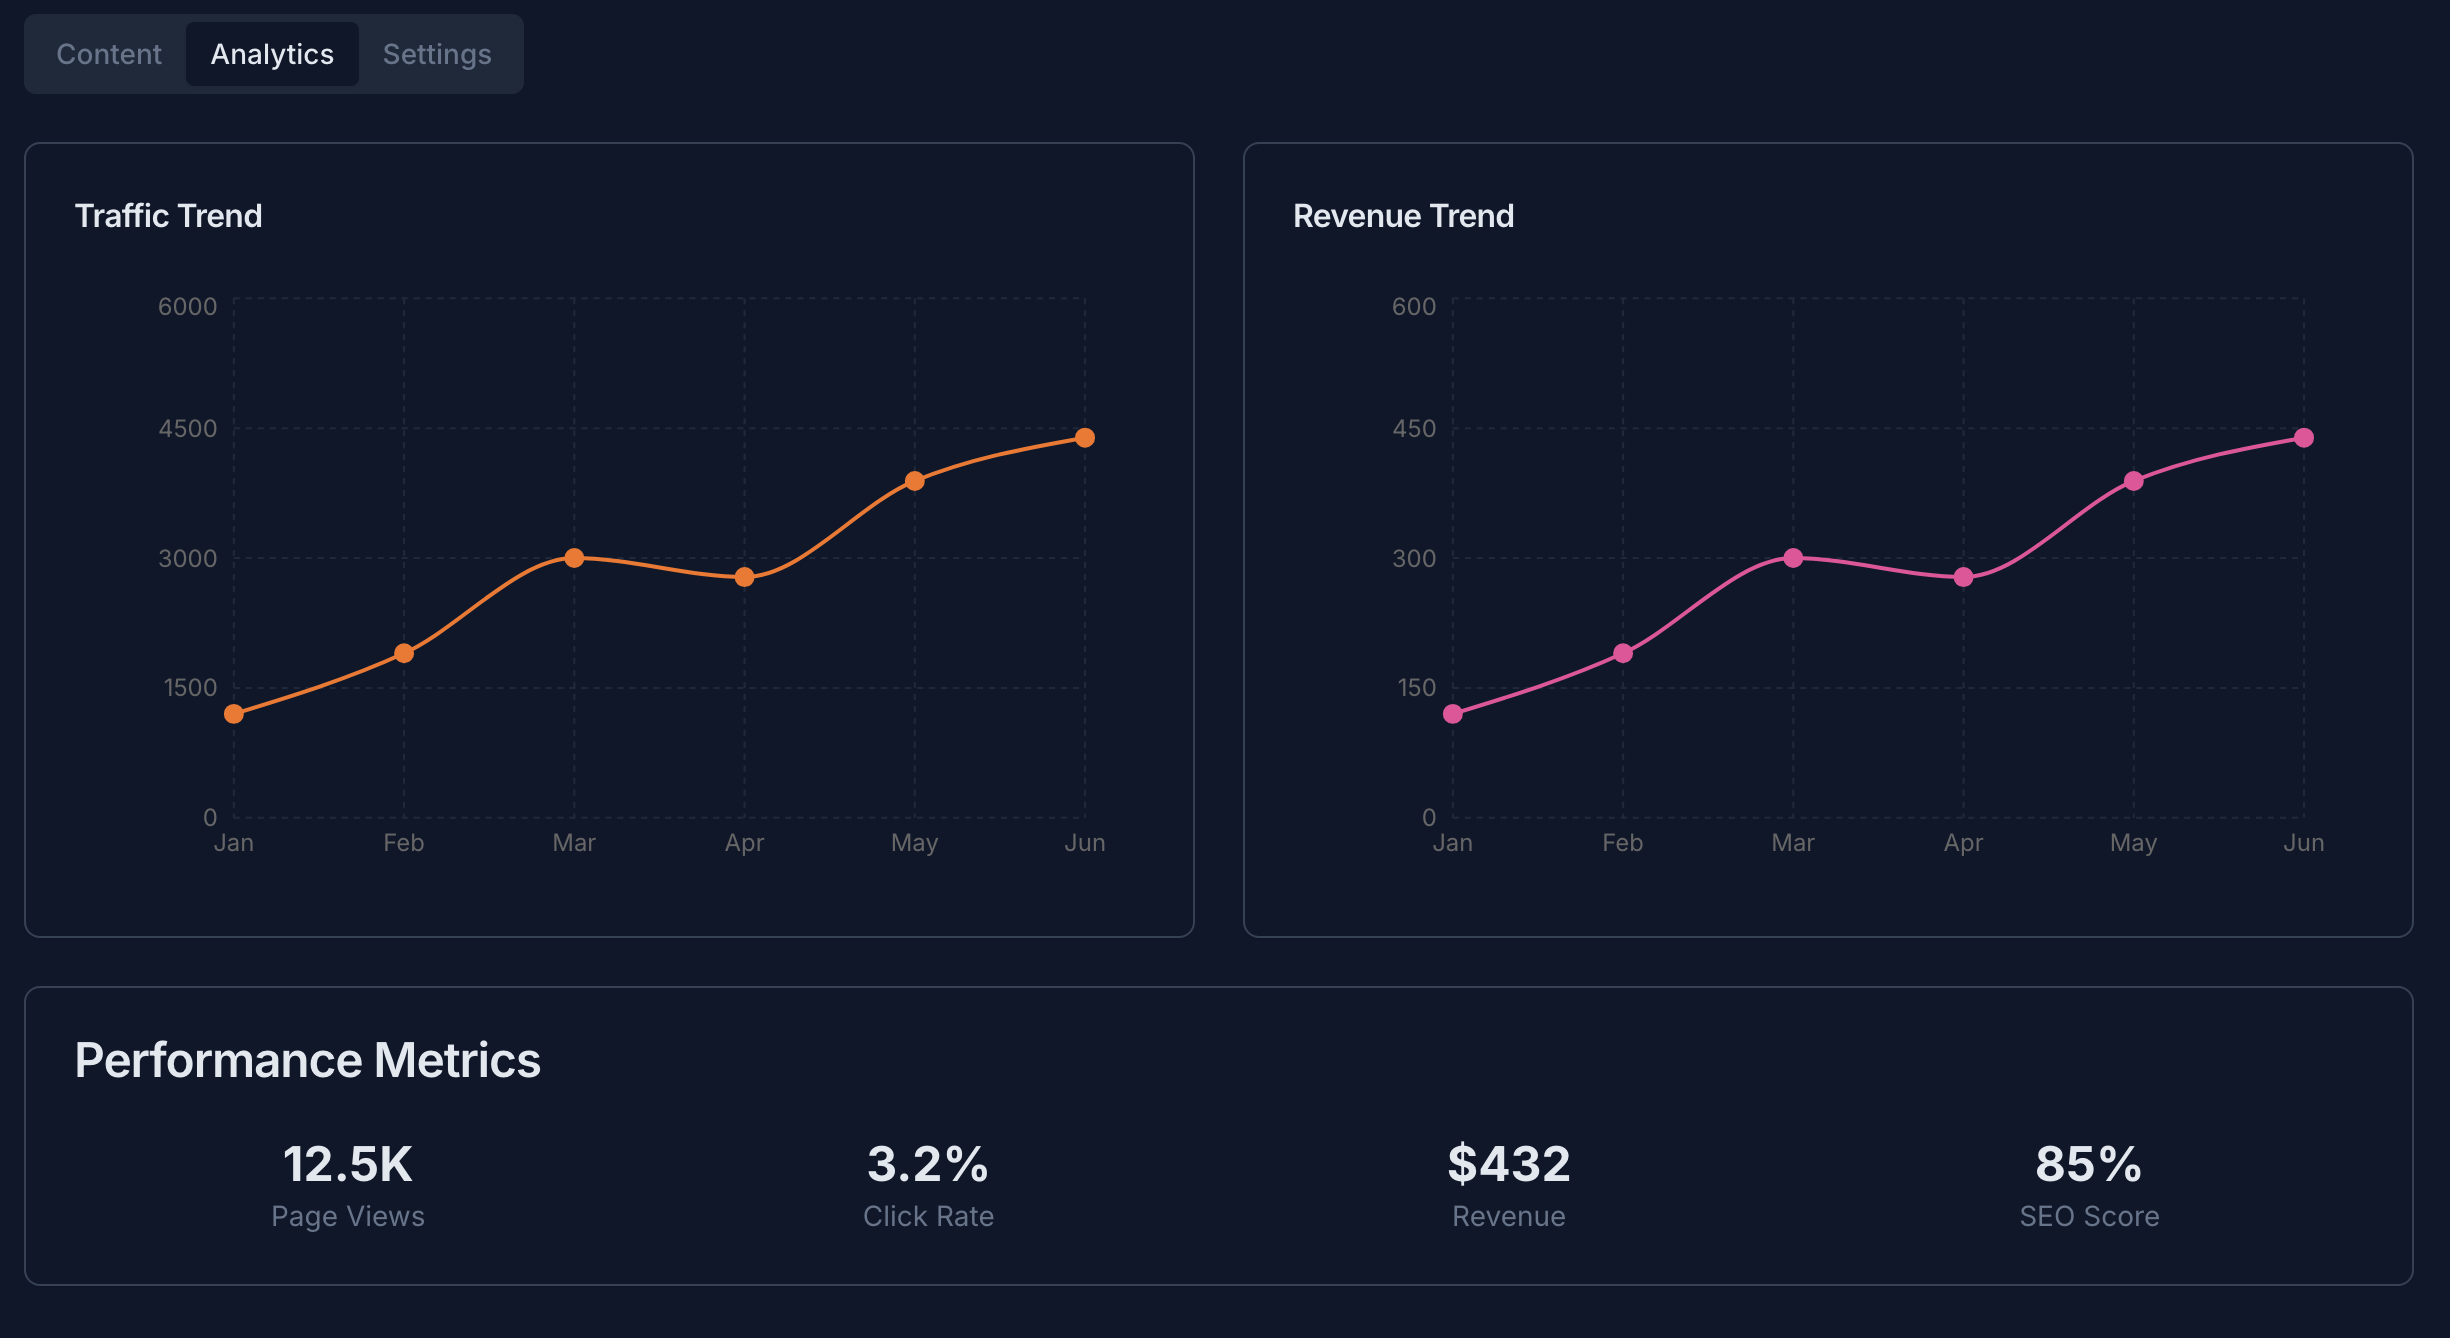 Content Analytics Settings
Traffic Trend
6000
4500
3000
1500
0
Jan Feb Mar Apr May Jun
Revenue Trend
600
450
300
150
0
Jan Feb Mar Apr May Jun
Performance Metrics
12.5K
Page Views
3.2%
Click Rate
$432
Revenue
85%
SEO Score